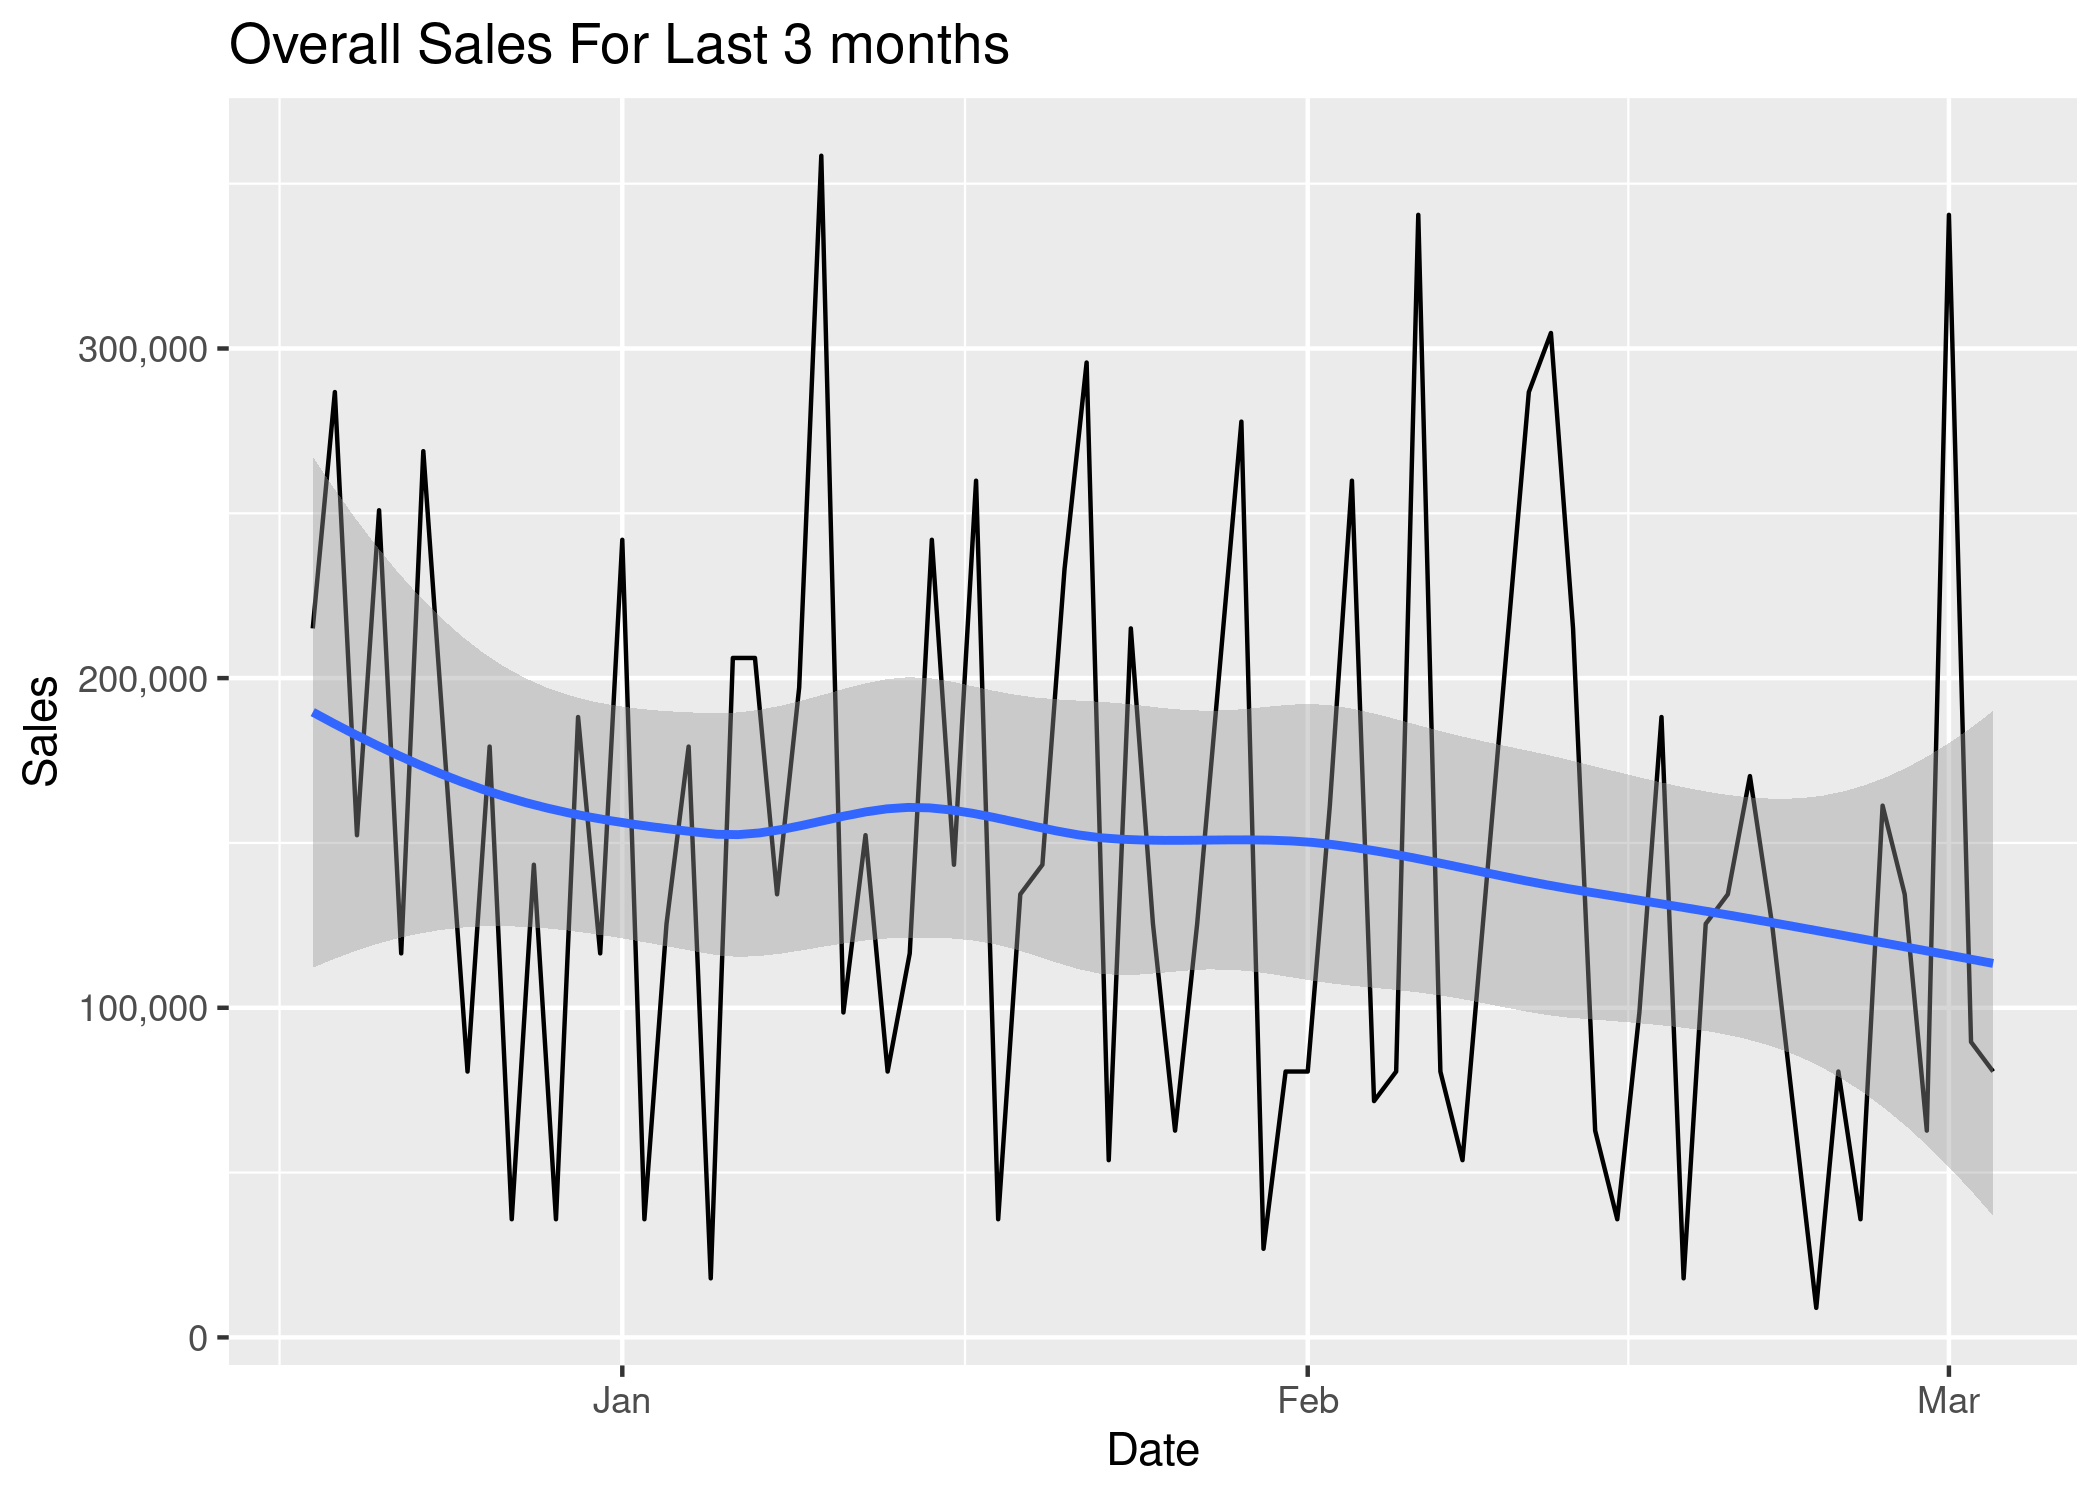 Overall Sales For Last 3 months
Sales
300,000
200,000
100,000
0
Jan Feb Mar
Date